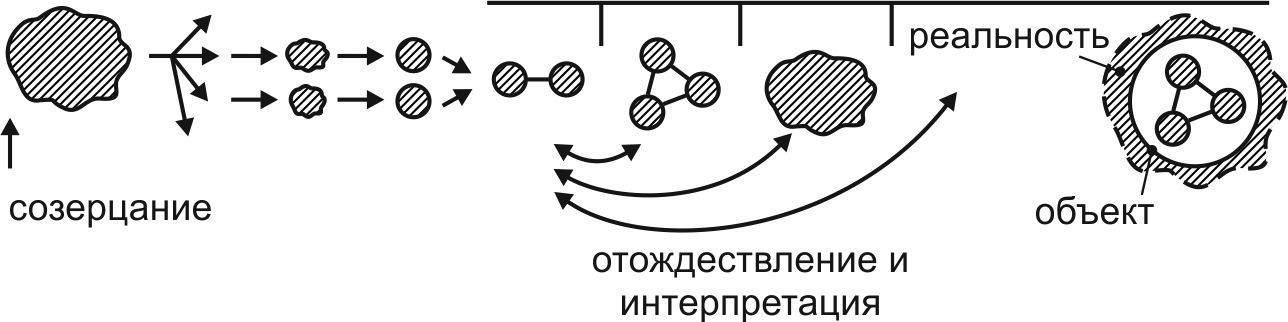 реальность
созерцание
объект
отождествление и
интерпретация